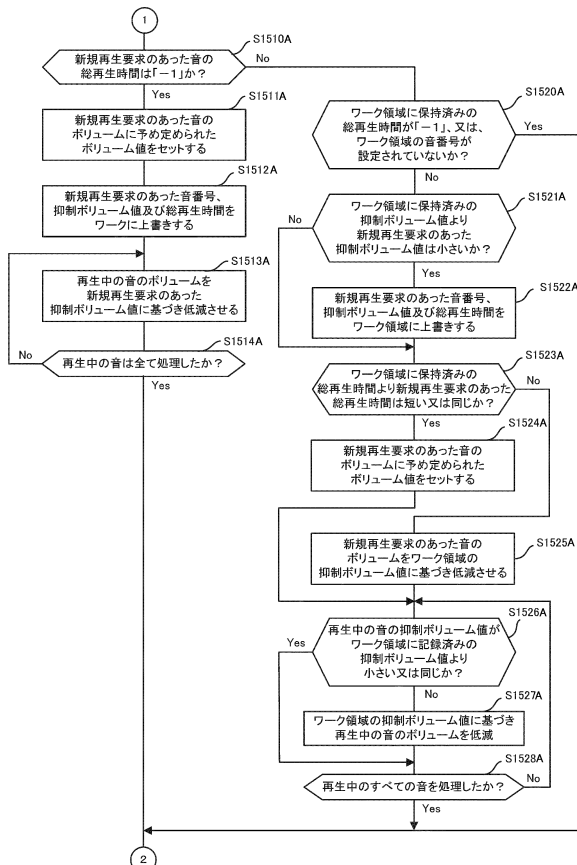 1
S1510A
新規再生要求のあった音の
総再生時間は「－1」か？
No
Yes
S1511A
新規再生要求のあった音の
ボリュームに予め定められた
ボリューム値をセットする
S1512A
新規再生要求のあった音番号、
抑制ボリューム値及び総再生時間を
ワークに上書きする
S1513A
再生中の音のボリュームを
新規再生要求のあった
抑制ボリューム値に基づき低減させる
S1514A
No
再生中の音は全て処理したか？
Yes
S1520A
ワーク領域に保持済みの
総再生時間が「－1」、又は、
ワーク領域の音番号が
設定されていないか？
Yes
No
S1521A
No
ワーク領域に保持済みの
抑制ボリューム値より
新規再生要求のあった
抑制ボリューム値は小さいか？
Yes
S1522A
新規再生要求のあった音番号、
抑制ボリューム値及び総再生時間を
ワーク領域に上書きする
S1523A
ワーク領域に保持済みの
総再生時間より新規再生要求のあった
総再生時間は短い又は同じか？
No
Yes
S1524A
新規再生要求のあった音の
ボリュームに予め定められた
ボリューム値をセットする
S1525A
新規再生要求のあった音の
ボリュームをワーク領域の
抑制ボリューム値に基づき低減させる
S1526A
Yes
再生中の音の抑制ボリューム値が
ワーク領域に記録済みの
抑制ボリューム値より
小さい又は同じか？
No
S1527A
ワーク領域の抑制ボリューム値に基づき
再生中の音のボリュームを低減
S1528A
再生中のすべての音を処理したか？
No
Yes
2